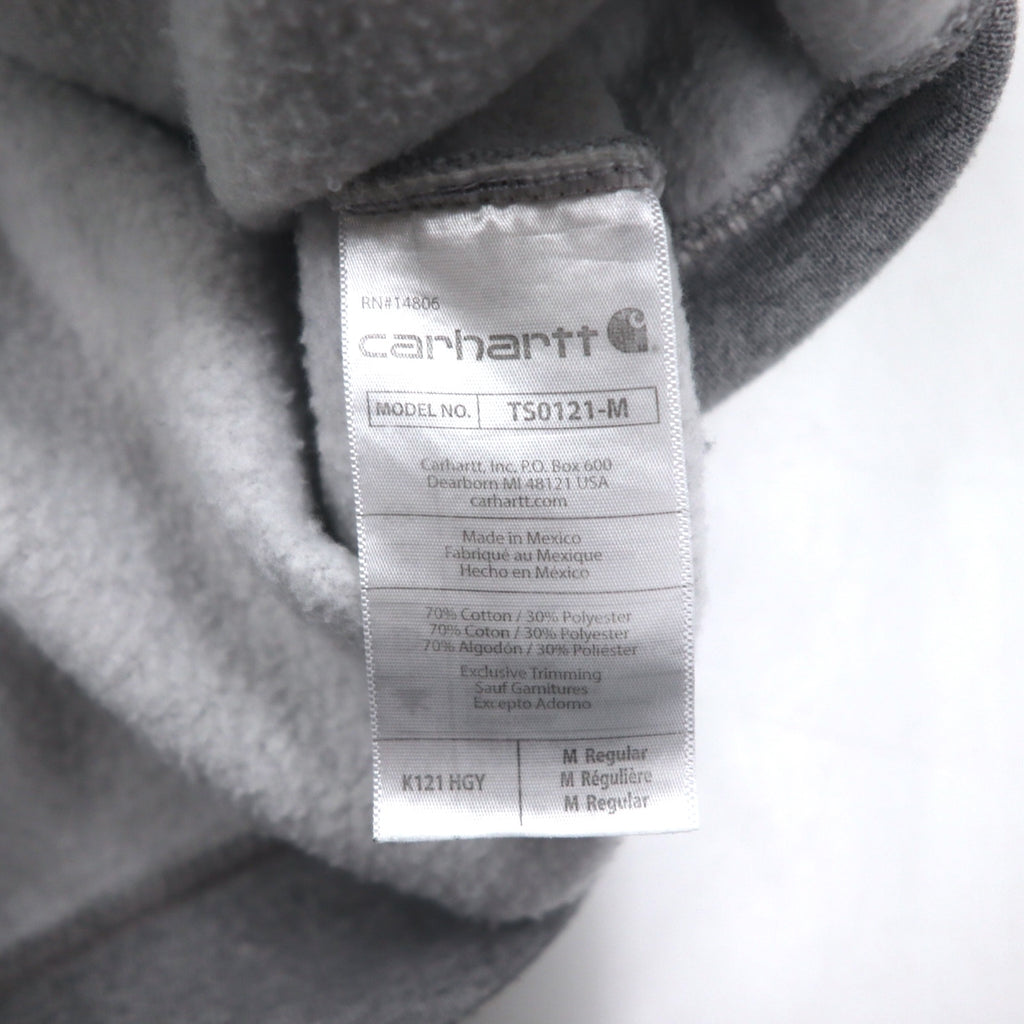 RN#14806
carhartt
MODEL NO. TS0121-M
Carhartt, Inc. P.O. Box 600
Dearborn MI 48121 USA
carhartt.com
Made in Mexico
Fabriqué au Mexique
Hecho en México
70% Cotton / 30% Polyester
70% Coton / 30% Polyester
70% Algodón / 30% Poliéster
Exclusive Trimming
Sauf Garnitures
Excepto Adorno
K121 HGY
M Regular
M Régulière
M Regular